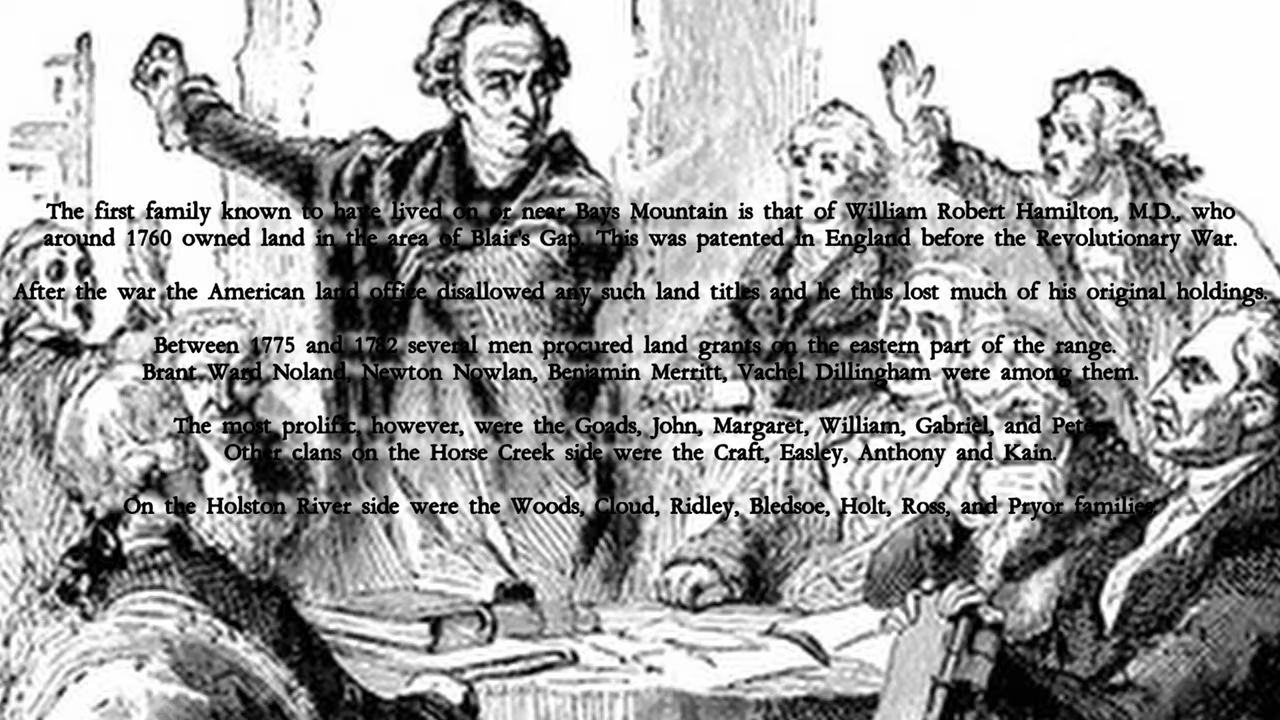 The first family known to have lived on or near Bays Mountain is that of William Robert Hamilton, M.D., who
around 1760 owned land in the area of Blair's Gap. This was patented in England before the Revolutionary War.
After the war the American land office disallowed any such land titles and he thus lost much of his original holdings.
Between 1775 and 1782 several men procured land grants on the eastern part of the range.
Brant Ward Noland, Newton Nowlan, Benjamin Merritt, Vachel Dillingham were among them.
The most prolific, however, were the Goads, John, Margaret, William, Gabriel, and Peter.
Other clans on the Horse Creek side were the Craft, Easley, Anthony and Kain.
On the Holston River side were the Woods, Cloud, Ridley, Bledsoe, Holt, Ross, and Pryor families.